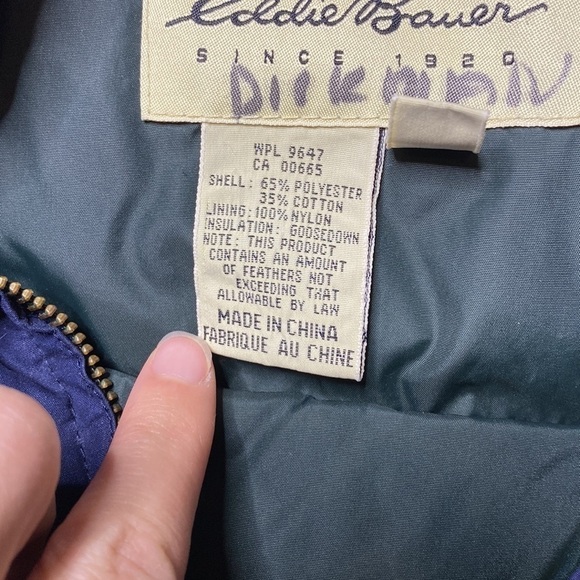 Eddie Bauer
SINCE 1920
DICKMAN
WPL 9647
CA 00665
SHELL: 65% POLYESTER
35% COTTON
LINING: 100% NYLON
INSULATION: GOOSEDOWN
NOTE: THIS PRODUCT
CONTAINS AN AMOUNT
OF FEATHERS NOT
EXCEEDING THAT
ALLOWABLE BY LAW
MADE IN CHINA
FABRIQUE AU CHINE